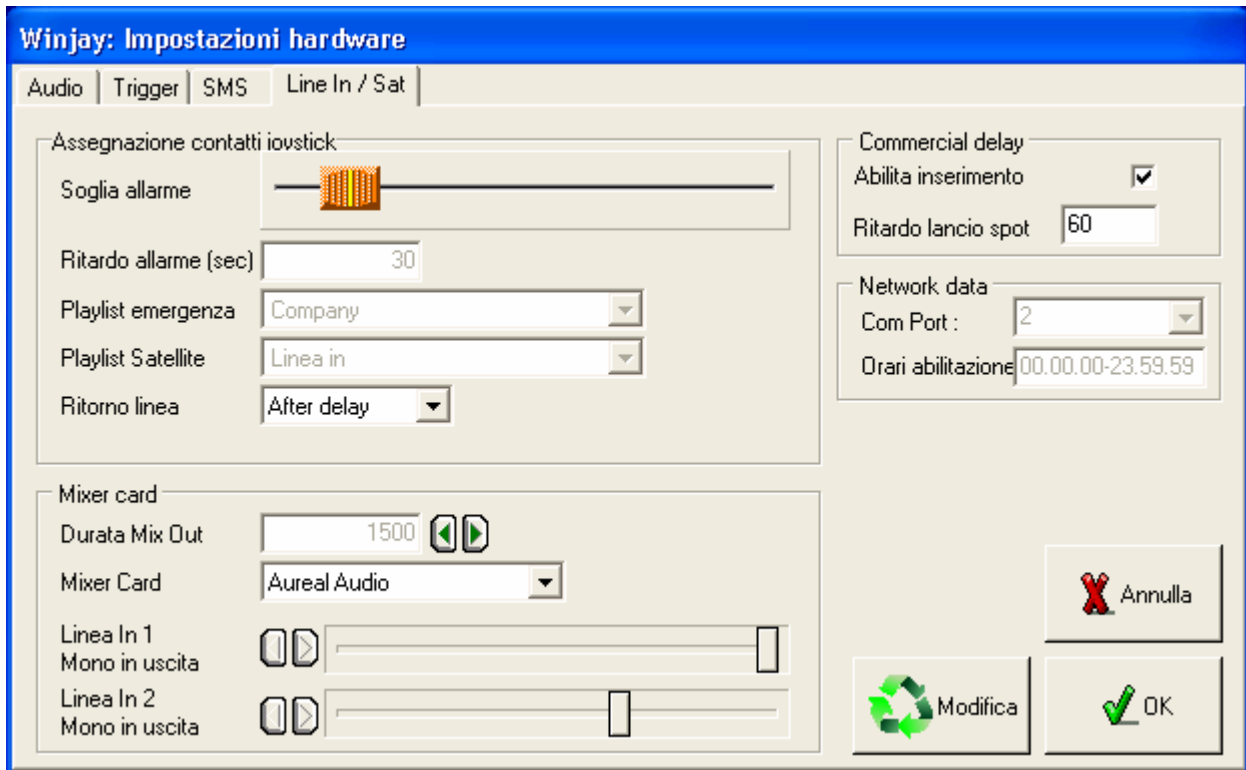 Winjay: Impostazioni hardware
Audio Trigger SMS Line In / Sat
Assegnazione contatti joystick
Soglia allarme
Ritardo allarme (sec) 30
Playlist emergenza Company
Playlist Satellite Linea in
Ritorno linea After delay
Commercial delay
Abilita inserimento
Ritardo lancio spot 60
Network data
Com Port : 2
Orari abilitazione 00.00.00-23.59.59
Mixer card
Durata Mix Out 1500
Mixer Card Aureal Audio
Linea In 1
Mono in uscita
Linea In 2
Mono in uscita
Annulla
Modifica
OK